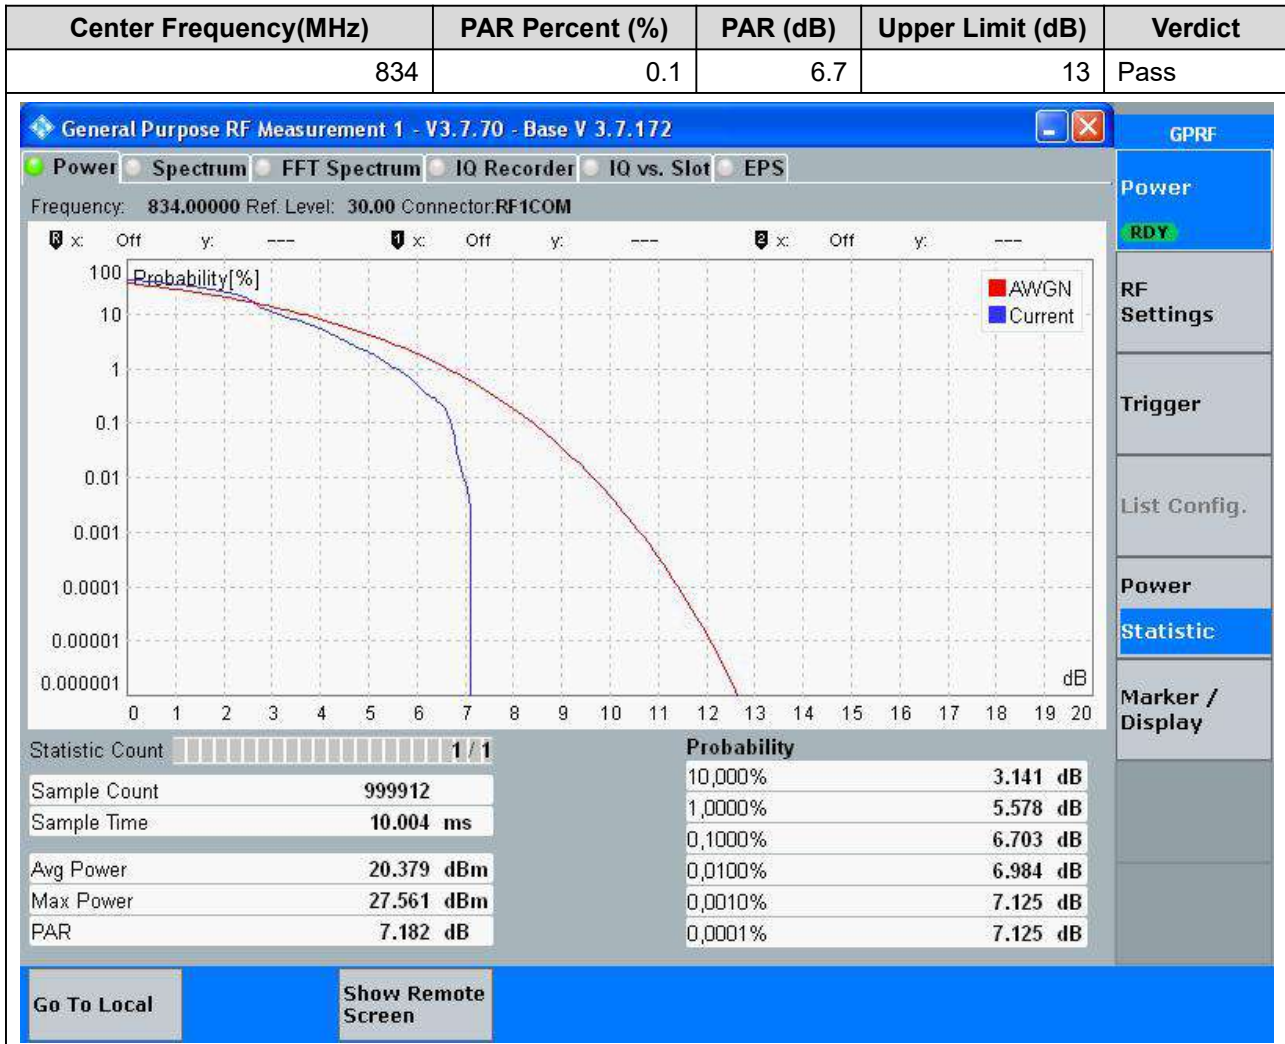 Center Frequency(MHz) PAR Percent (%) PAR (dB) Upper Limit (dB) Verdict
834 0.1 6.7 13 Pass
General Purpose RF Measurement 1 - V3.7.70 - Base V 3.7.172
GPRF
Power Spectrum FFT Spectrum IQ Recorder IQ vs. Slot EPS
Power
RDY
Frequency: 834.00000 Ref. Level: 30.00 Connector:RF1COM
R x: Off y: --- 1 x: Off y: --- 2 x: Off y: ---
100 Probability[%]
AWGN
Current
RF
Settings
10
1
Trigger
0.1
0.01
List Config.
0.001
0.0001
Power
0.00001
Statistic
0.000001
dB
Marker /
Display
0 1 2 3 4 5 6 7 8 9 10 11 12 13 14 15 16 17 18 19 20
Statistic Count 1 / 1
Probability
Sample Count 999912
Sample Time 10.004 ms
Avg Power 20.379 dBm
Max Power 27.561 dBm
PAR 7.182 dB
10,000% 3.141 dB
1,0000% 5.578 dB
0,1000% 6.703 dB
0,0100% 6.984 dB
0,0010% 7.125 dB
0,0001% 7.125 dB
Go To Local
Show Remote
Screen